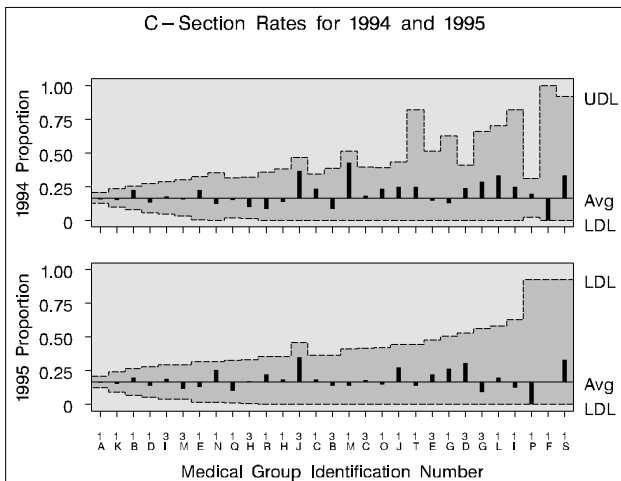 C–Section Rates for 1994 and 1995
1994 Proportion
1.00
0.75
0.50
0.25
0
UDL
Avg
LDL
1995 Proportion
1.00
0.75
0.50
0.25
0
LDL
Avg
LDL
1 1 1 1 3 3 1 1 1 3 1 1 3 1 3 1 3 1 1 1 3 1 3 3 1 1 1 1 1
A K B D I M E N Q H R H J C B M C O J T E G D G L I P F S
Medical Group Identification Number